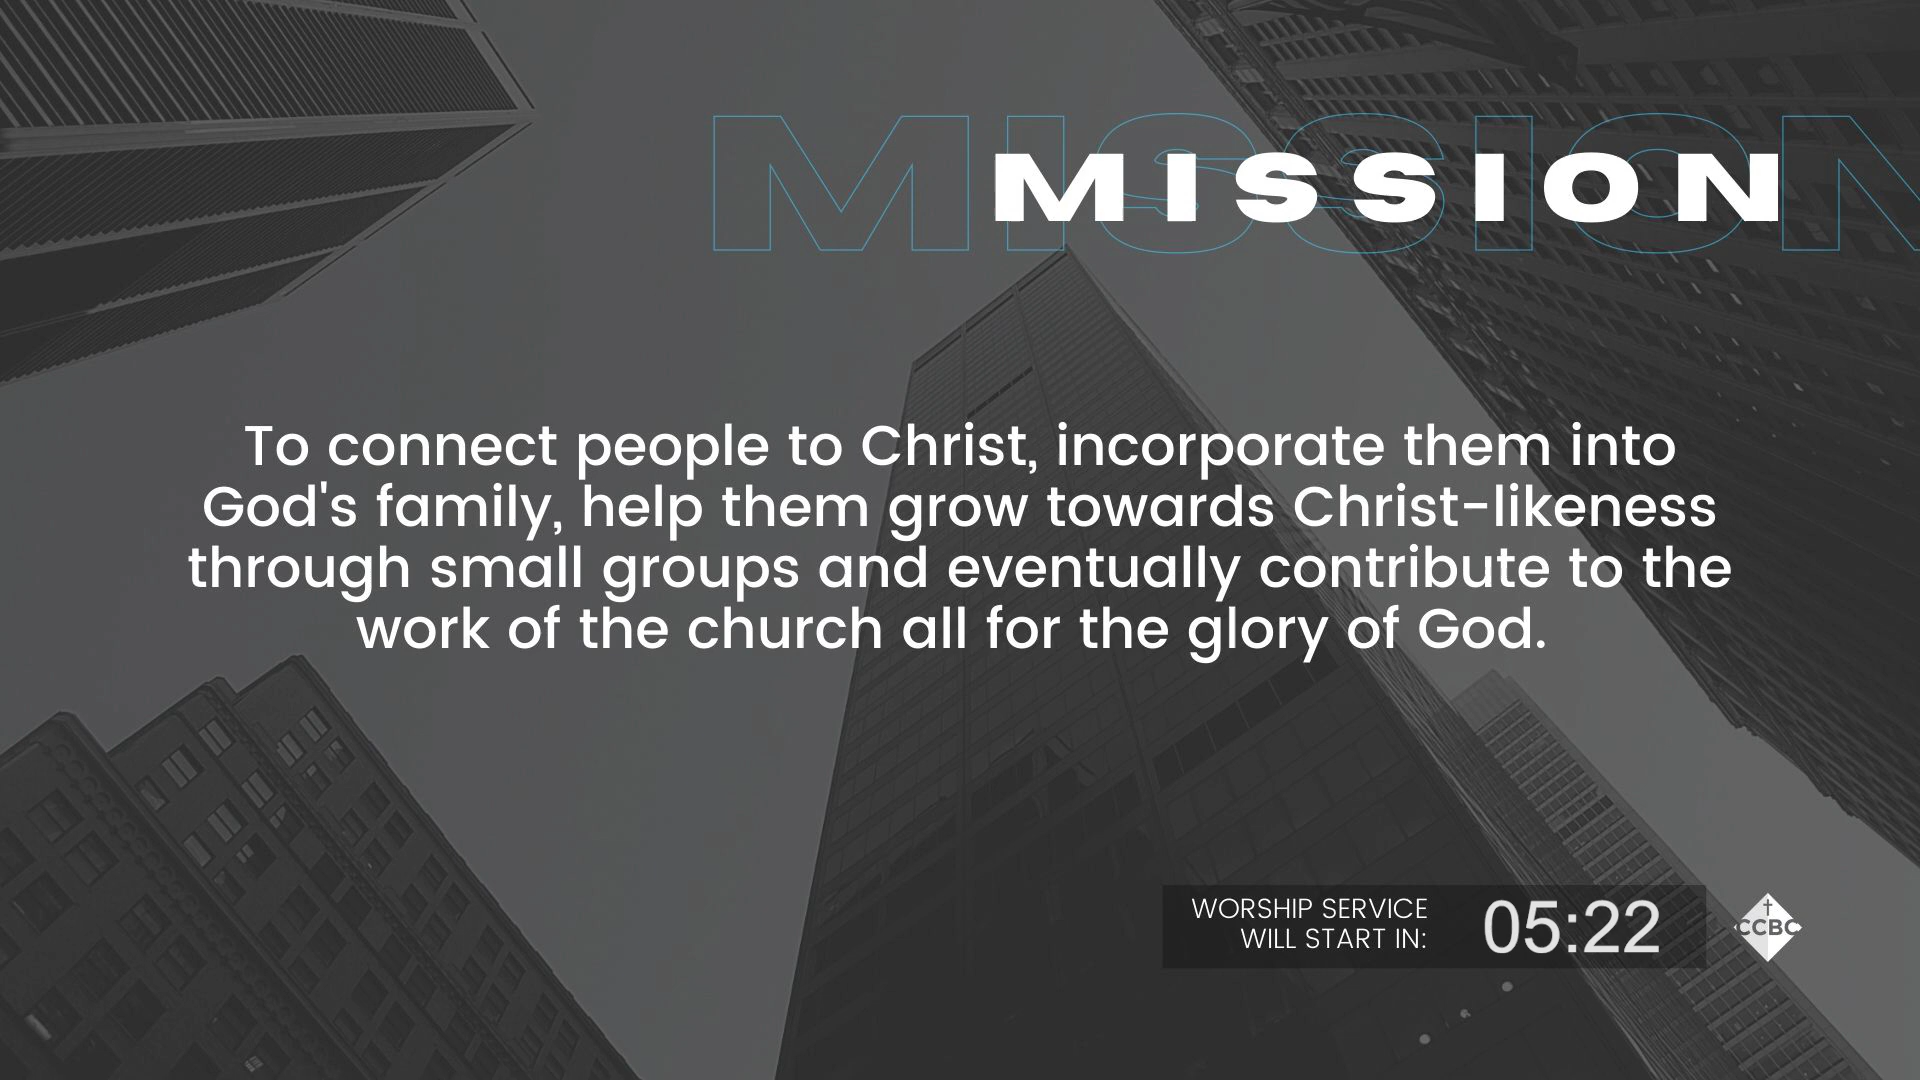 MISSION
MISSION
To connect people to Christ, incorporate them into
God's family, help them grow towards Christ-likeness
through small groups and eventually contribute to the
work of the church all for the glory of God.
WORSHIP SERVICE
WILL START IN:
05:22
CCBC